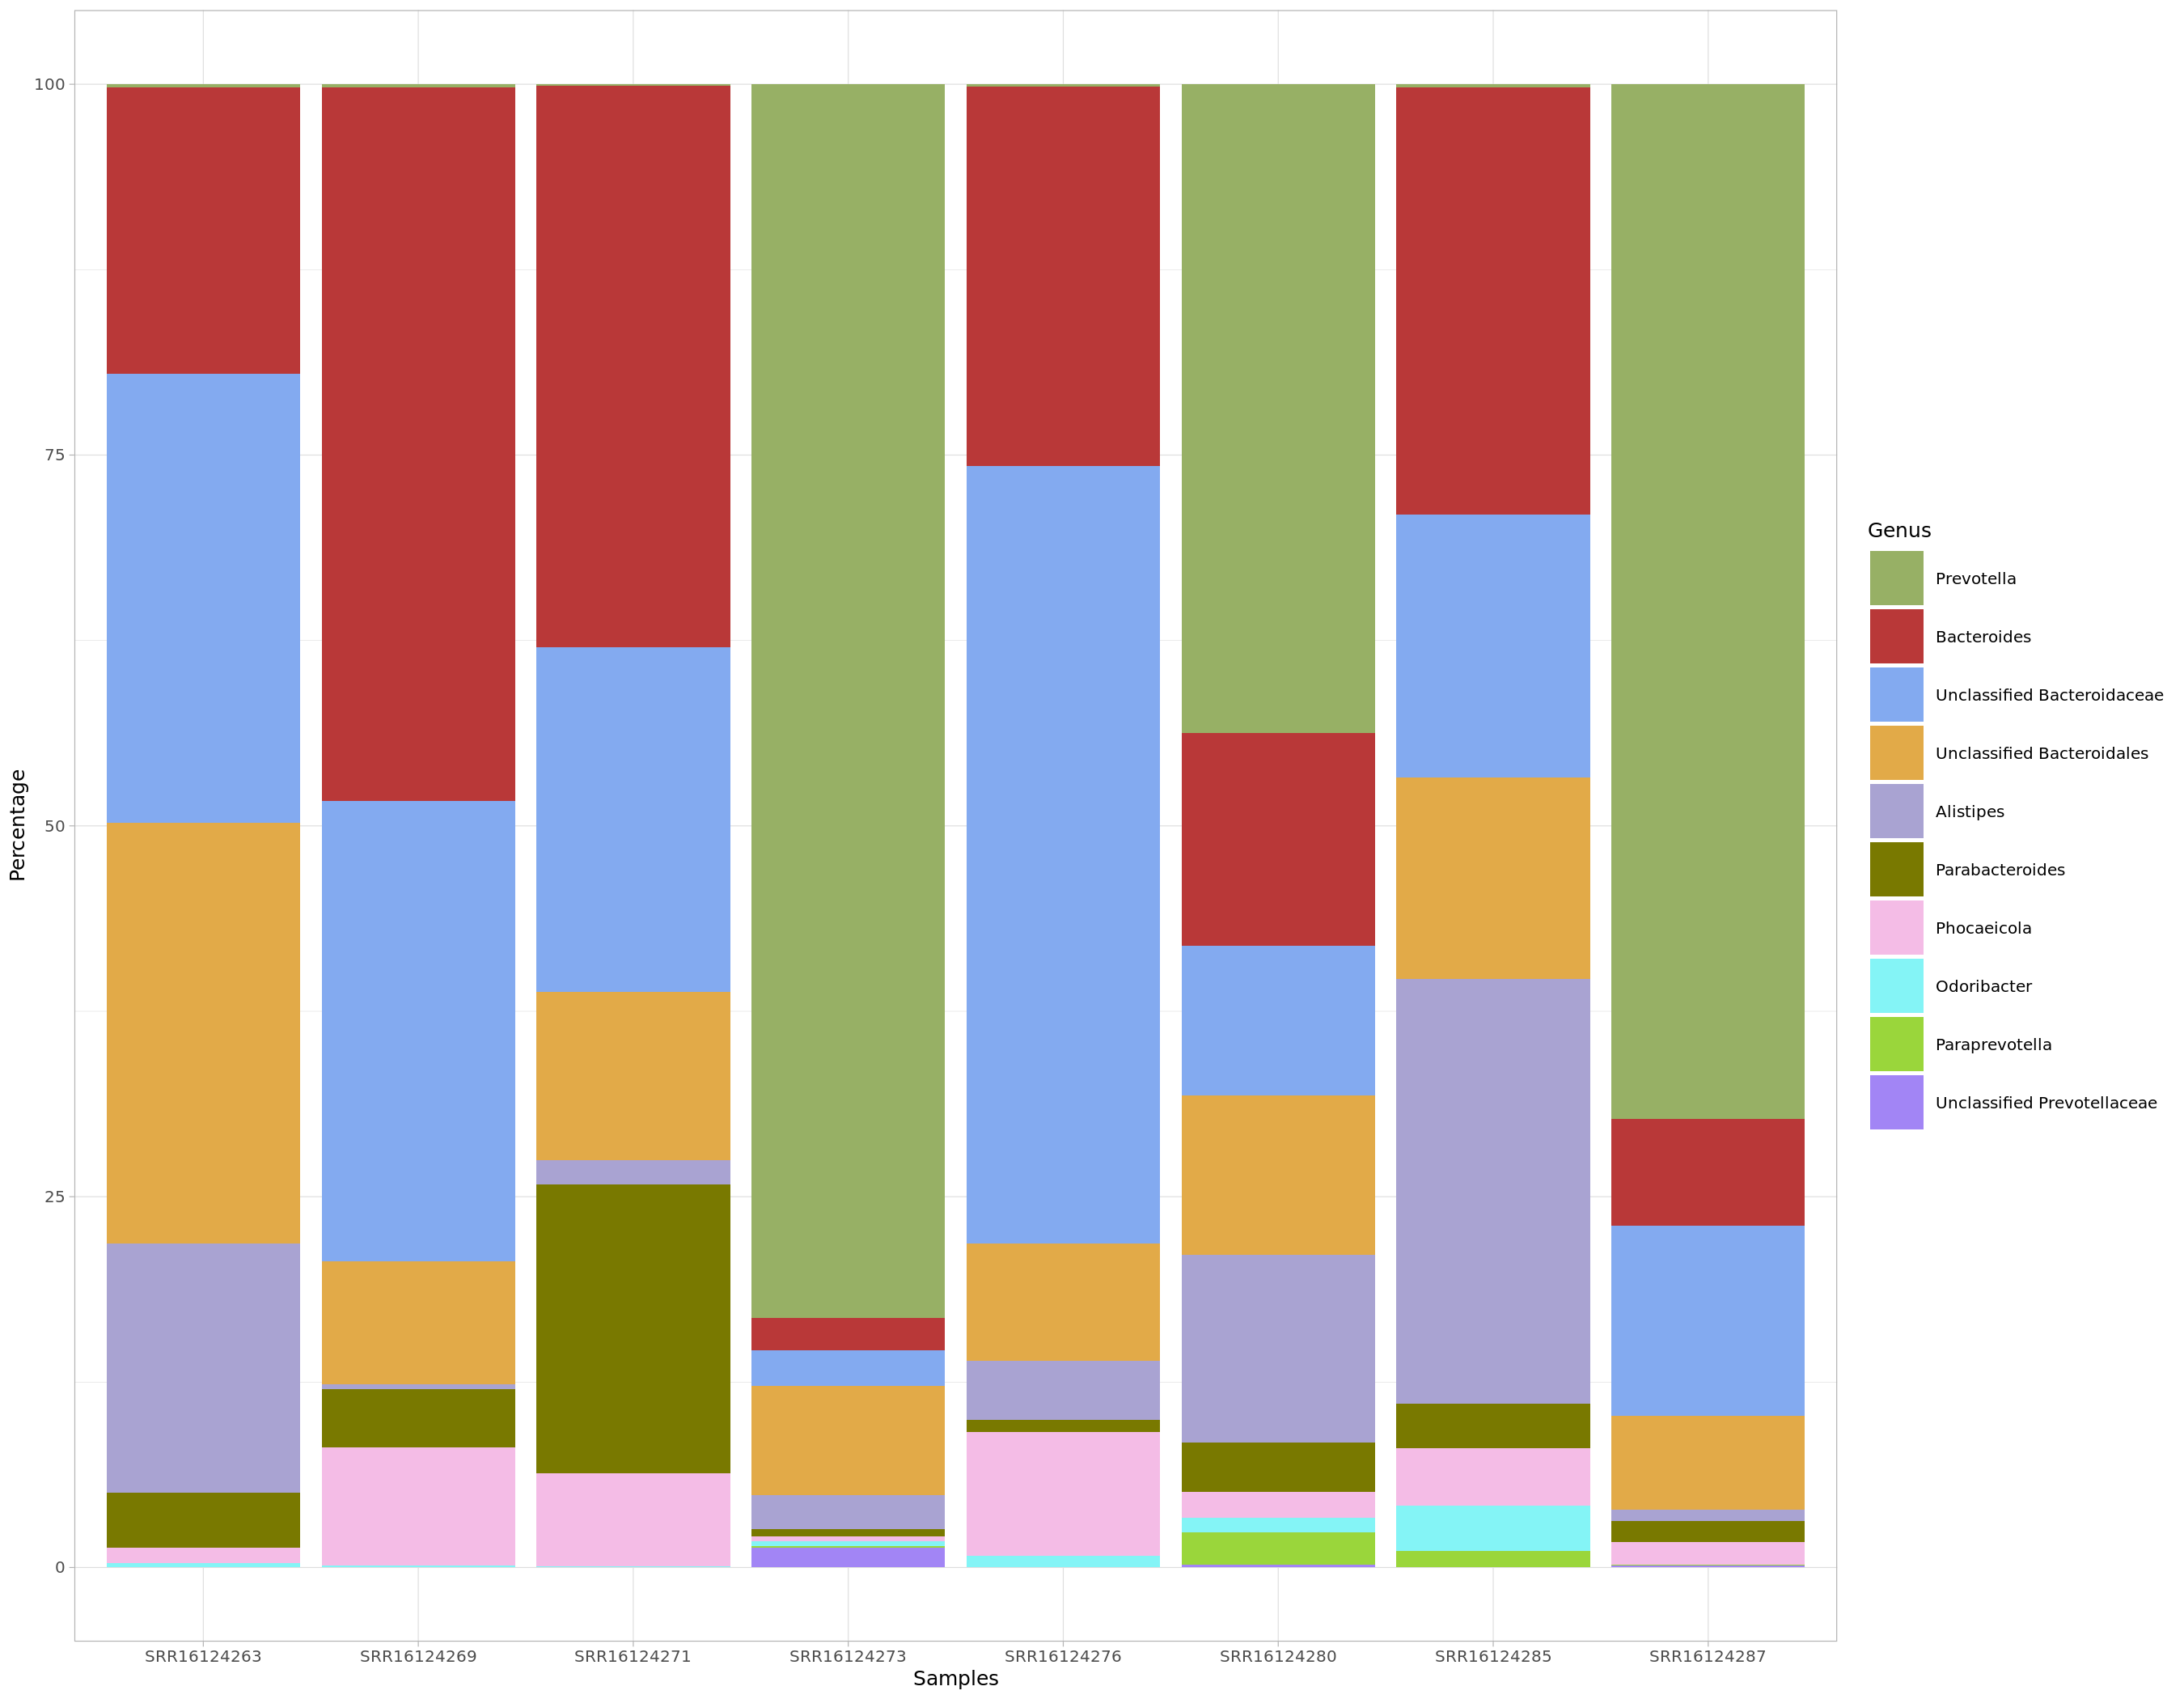 Percentage
100
75
50
25
0
SRR16124263 SRR16124269 SRR16124271 SRR16124273 SRR16124276 SRR16124280 SRR16124285 SRR16124287
Samples
Genus
Prevotella
Bacteroides
Unclassified Bacteroidaceae
Unclassified Bacteroidales
Alistipes
Parabacteroides
Phocaeicola
Odoribacter
Paraprevotella
Unclassified Prevotellaceae